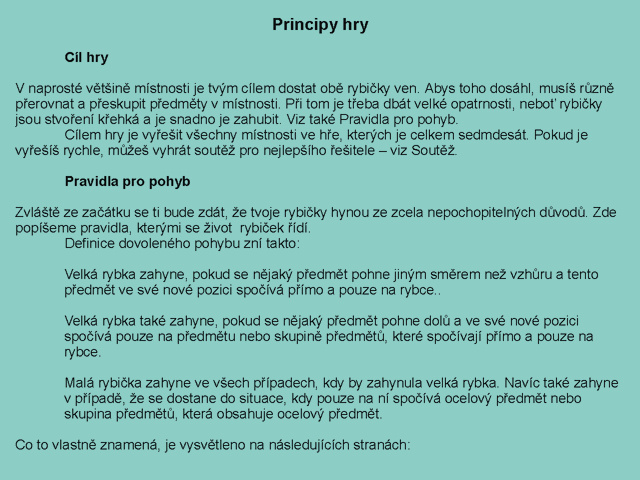 Principy hry
Cíl hry
V naprosté většině místnosti je tvým cílem dostat obě rybičky ven. Abys toho dosáhl, musíš různě
přerovnat a přeskupit předměty v místnosti. Při tom je třeba dbát velké opatrnosti, neboť rybičky
jsou stvoření křehká a je snadno je zahubit. Viz také Pravidla pro pohyb.
Cílem hry je vyřešit všechny místnosti ve hře, kterých je celkem sedmdesát. Pokud je
vyřešíš rychle, můžeš vyhrát soutěž pro nejlepšího řešitele – viz Soutěž.
Pravidla pro pohyb
Zvláště ze začátku se ti bude zdát, že tvoje rybičky hynou ze zcela nepochopitelných důvodů. Zde
popíšeme pravidla, kterými se život  rybiček řídí.
Definice dovoleného pohybu zní takto:
Velká rybka zahyne, pokud se nějaký předmět pohne jiným směrem než vzhůru a tento
předmět ve své nové pozici spočívá přímo a pouze na rybce..
Velká rybka také zahyne, pokud se nějaký předmět pohne dolů a ve své nové pozici
spočívá pouze na předmětu nebo skupině předmětů, které spočívají přímo a pouze na
rybce.
Malá rybička zahyne ve všech případech, kdy by zahynula velká rybka. Navíc také zahyne
v případě, že se dostane do situace, kdy pouze na ní spočívá ocelový předmět nebo
skupina předmětů, která obsahuje ocelový předmět.
Co to vlastně znamená, je vysvětleno na následujících stranách: